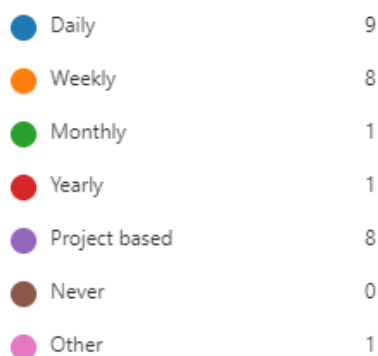 Daily 9
Weekly 8
Monthly 1
Yearly 1
Project based 8
Never 0
Other 1